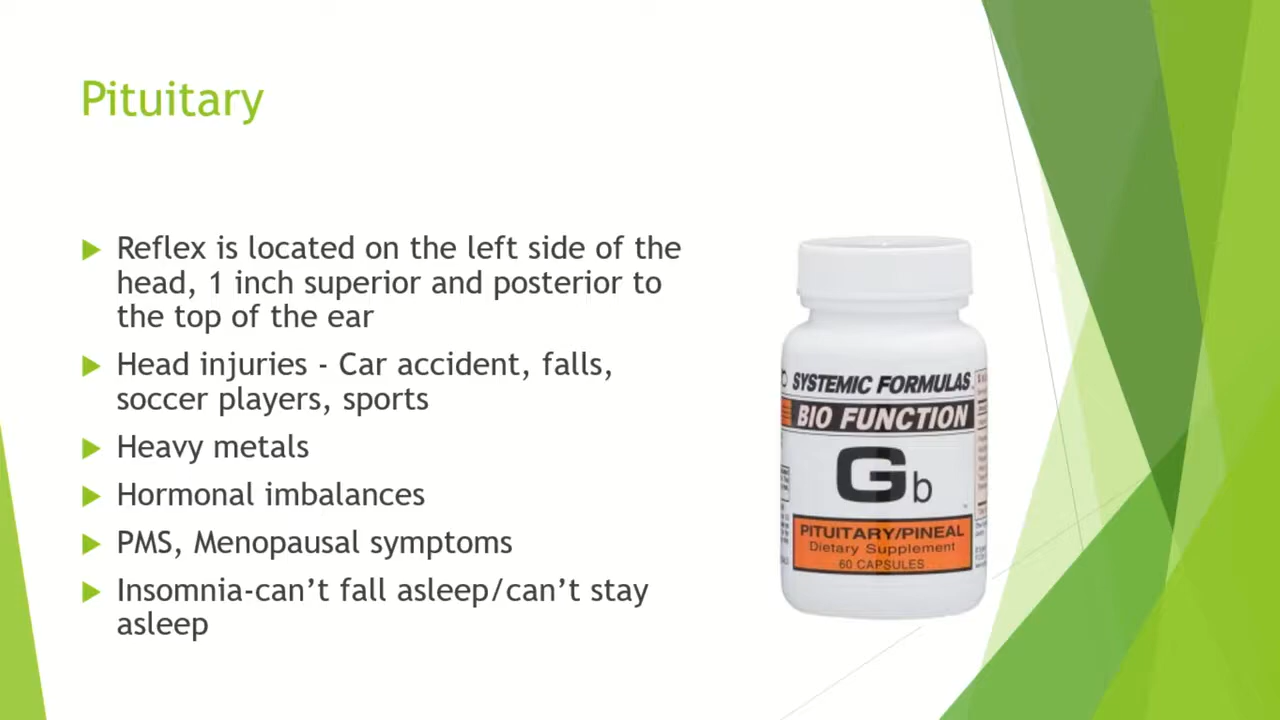 Pituitary
Reflex is located on the left side of the
head, 1 inch superior and posterior to
the top of the ear
Head injuries - Car accident, falls,
soccer players, sports
Heavy metals
Hormonal imbalances
PMS, Menopausal symptoms
Insomnia-can’t fall asleep/can’t stay
asleep
SYSTEMIC FORMULAS
BIO FUNCTION
Gb
PITUITARY/PINEAL
Dietary Supplement
60 CAPSULES